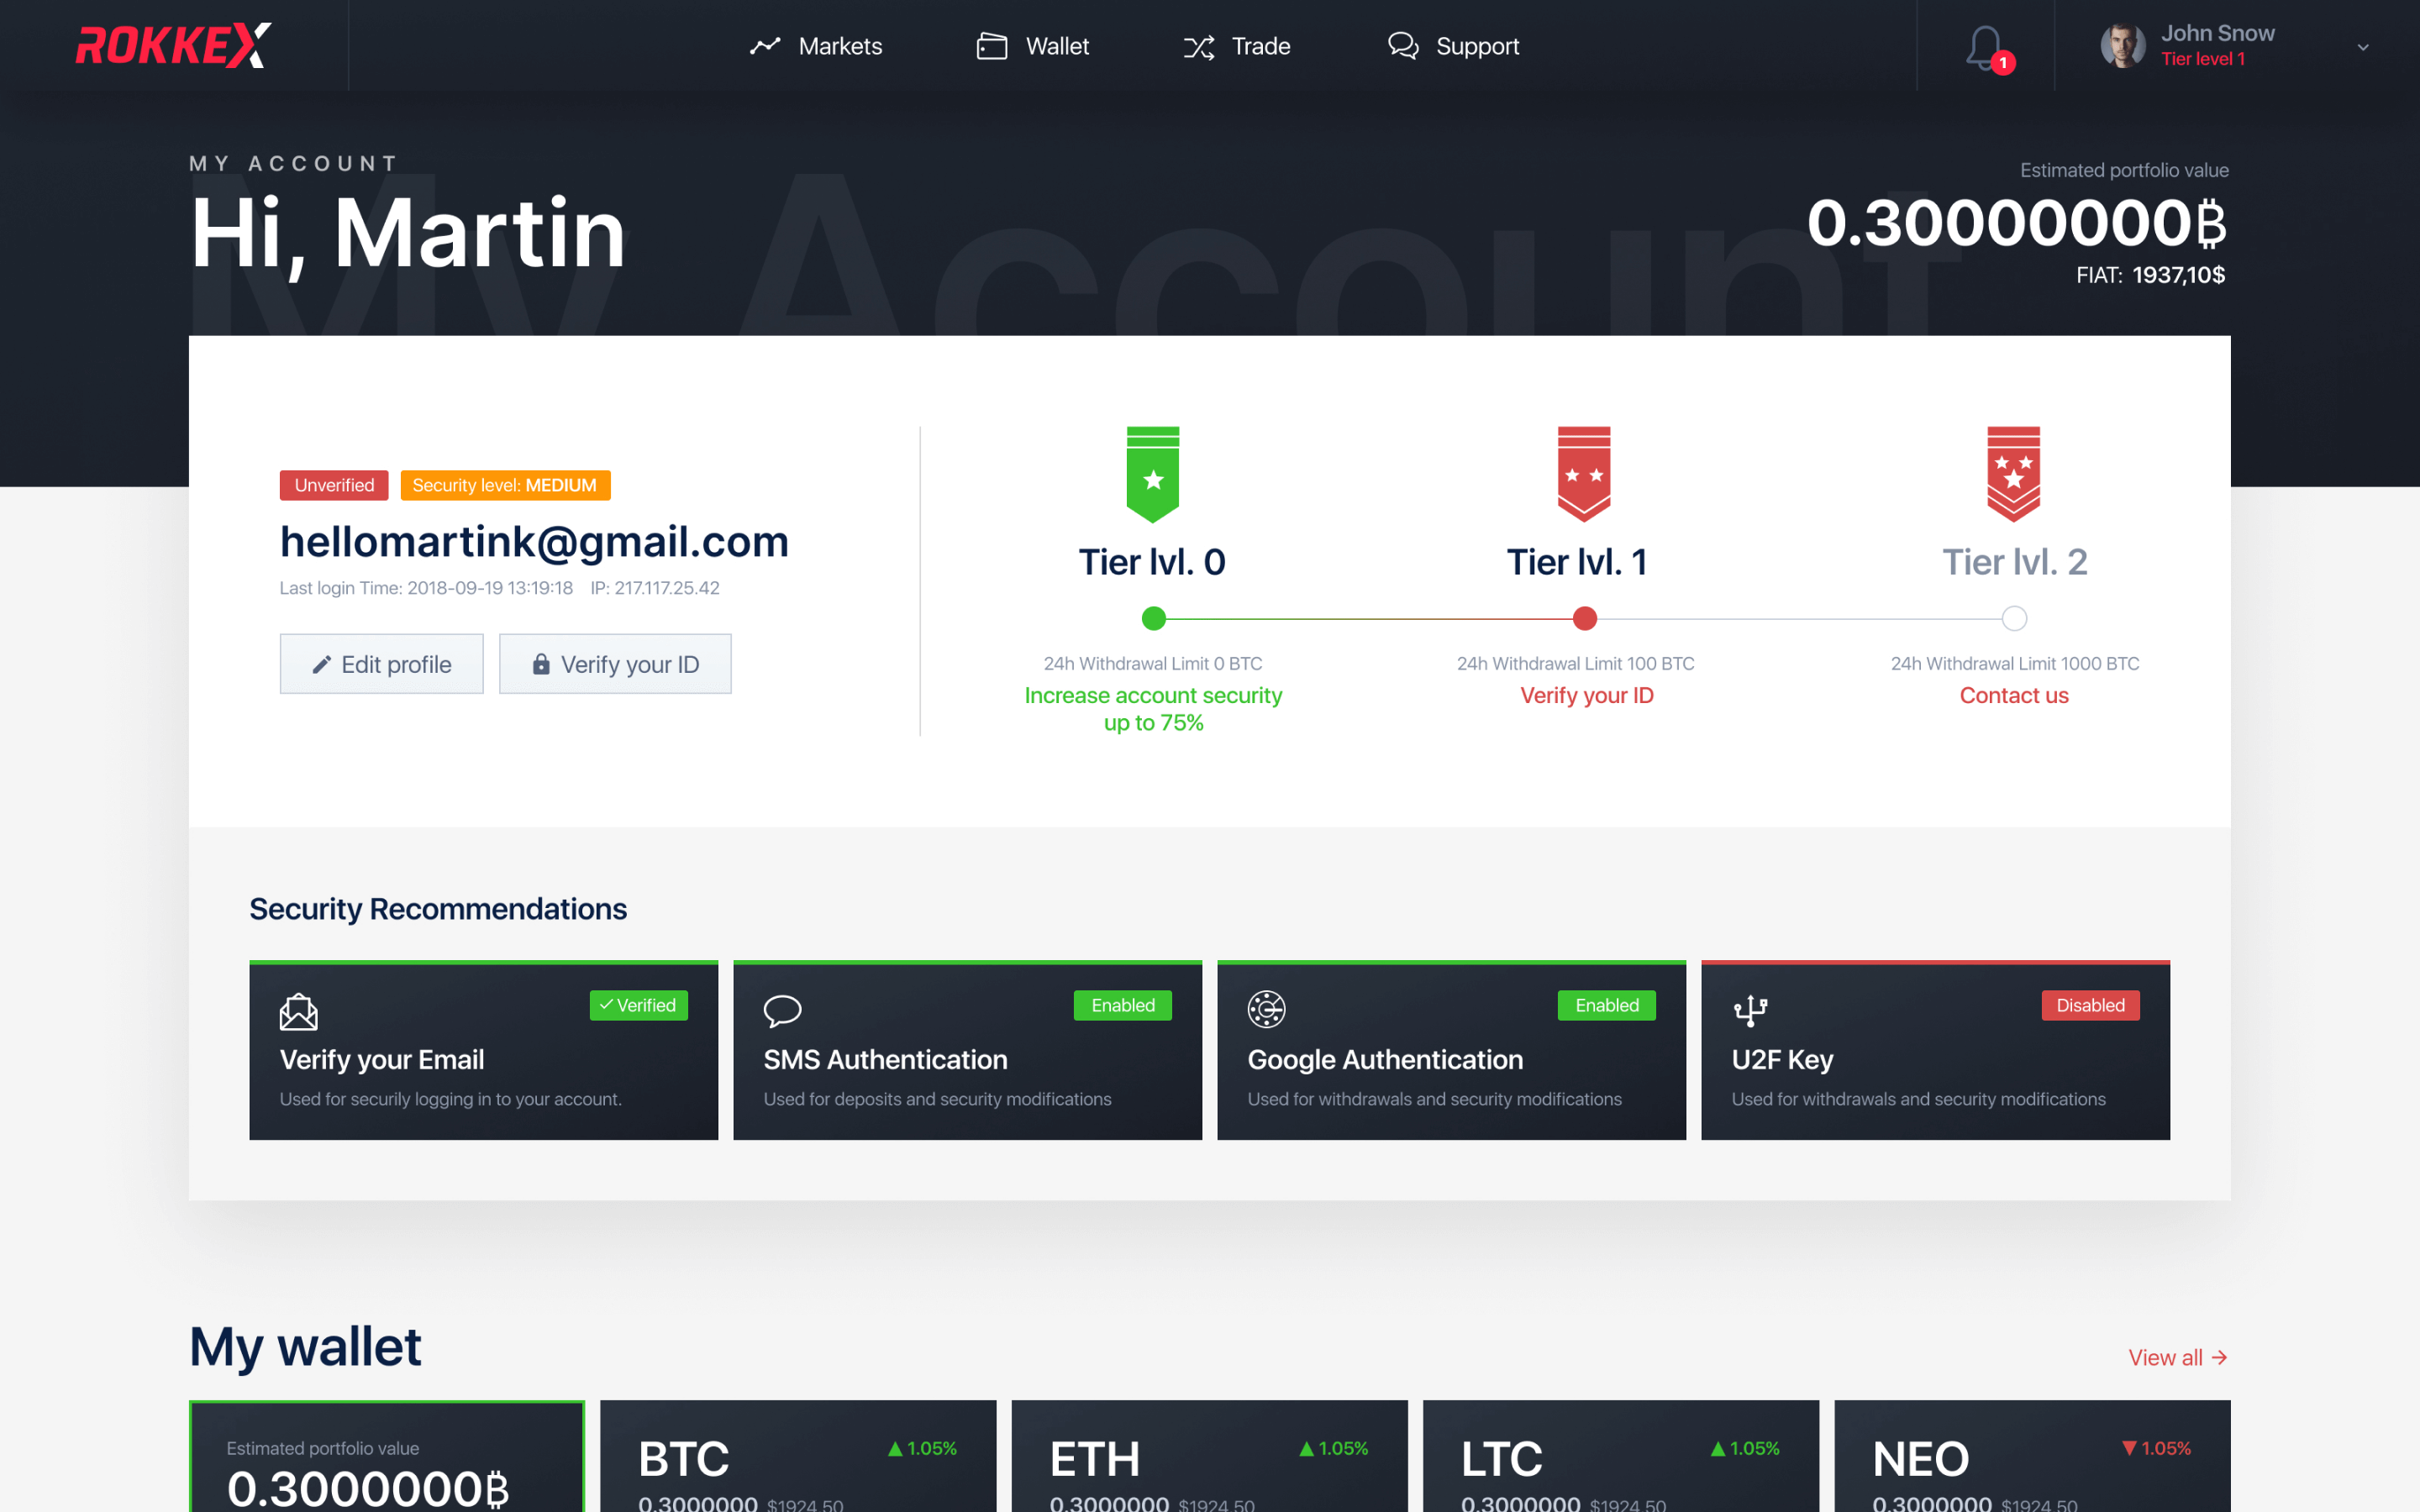 ROKKEX
Markets
Wallet
Trade
Support
1
John Snow
Tier level 1
My Account
MY ACCOUNT
Hi, Martin
Estimated portfolio value
0.30000000₿
FIAT: 1937,10$
Unverified
Security level: MEDIUM
hellomartink@gmail.com
Last login Time: 2018-09-19 13:19:18 IP: 217.117.25.42
Edit profile
Verify your ID
Tier lvl. 0
24h Withdrawal Limit 0 BTC
Increase account security
up to 75%
Tier lvl. 1
24h Withdrawal Limit 100 BTC
Verify your ID
Tier lvl. 2
24h Withdrawal Limit 1000 BTC
Contact us
Security Recommendations
Verified
Verify your Email
Used for securily logging in to your account.
Enabled
SMS Authentication
Used for deposits and security modifications
Enabled
Google Authentication
Used for withdrawals and security modifications
Disabled
U2F Key
Used for withdrawals and security modifications
My wallet
View all →
Estimated portfolio value
0.3000000₿
BTC
▲ 1.05%
0.3000000 $1924.50
ETH
▲ 1.05%
0.3000000 $1924.50
LTC
▲ 1.05%
0.3000000 $1924.50
NEO
▼ 1.05%
0.3000000 $1924.50